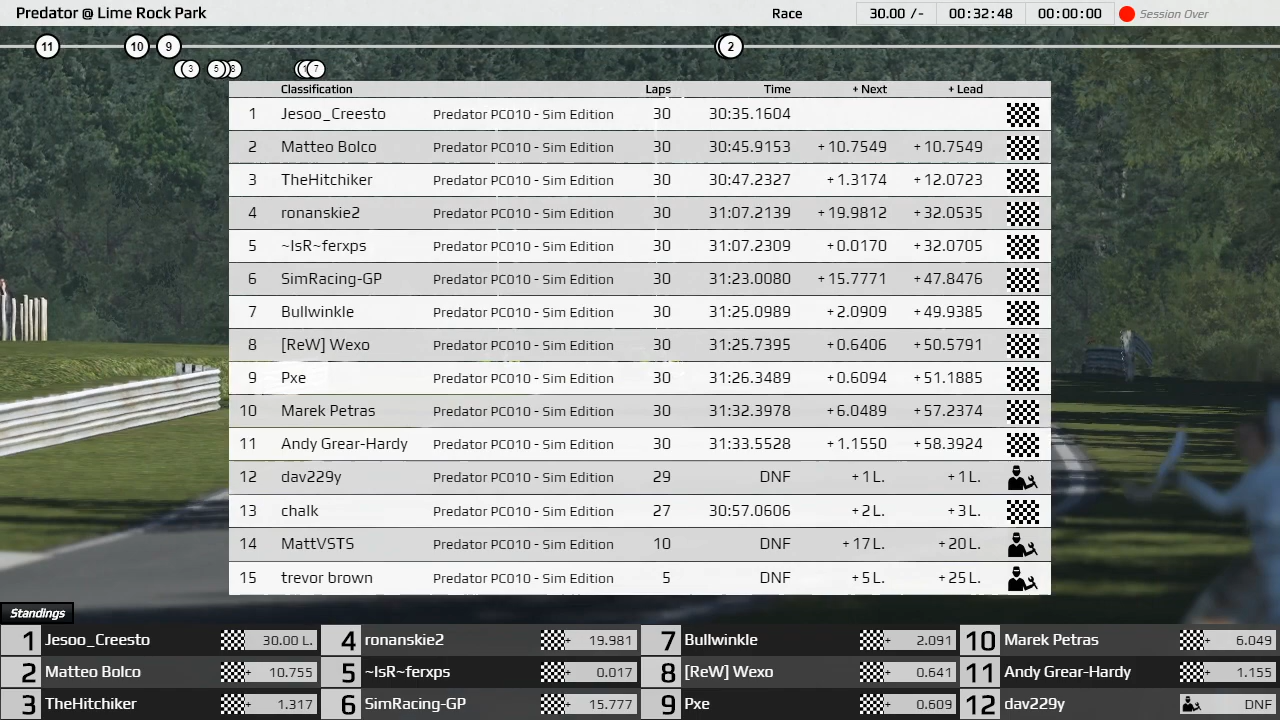 Predator @ Lime Rock Park Race 30.00 /- 00:32:48 00:00:00 Session Over
11 10 9 2
3 5 8 7
Classification Laps Time + Next + Lead
1 Jesoo_Creesto Predator PC010 - Sim Edition 30 30:35.1604
2 Matteo Bolco Predator PC010 - Sim Edition 30 30:45.9153 +10.7549 +10.7549
3 TheHitchiker Predator PC010 - Sim Edition 30 30:47.2327 +1.3174 +12.0723
4 ronanskie2 Predator PC010 - Sim Edition 30 31:07.2139 +19.9812 +32.0535
5 ~IsR~ferxps Predator PC010 - Sim Edition 30 31:07.2309 +0.0170 +32.0705
6 SimRacing-GP Predator PC010 - Sim Edition 30 31:23.0080 +15.7771 +47.8476
7 Bullwinkle Predator PC010 - Sim Edition 30 31:25.0989 +2.0909 +49.9385
8 [ReW] Wexo Predator PC010 - Sim Edition 30 31:25.7395 +0.6406 +50.5791
9 Pxe Predator PC010 - Sim Edition 30 31:26.3489 +0.6094 +51.1885
10 Marek Petras Predator PC010 - Sim Edition 30 31:32.3978 +6.0489 +57.2374
11 Andy Grear-Hardy Predator PC010 - Sim Edition 30 31:33.5528 +1.1550 +58.3924
12 dav229y Predator PC010 - Sim Edition 29 DNF +1 L. +1 L.
13 chalk Predator PC010 - Sim Edition 27 30:57.0606 +2 L. +3 L.
14 MattVSTS Predator PC010 - Sim Edition 10 DNF +17 L. +20 L.
15 trevor brown Predator PC010 - Sim Edition 5 DNF +5 L. +25 L.
Standings
1 Jesoo_Creesto 30.00 L. 4 ronanskie2 + 19.981 7 Bullwinkle + 2.091 10 Marek Petras + 6.049
2 Matteo Bolco + 10.755 5 ~IsR~ferxps + 0.017 8 [ReW] Wexo + 0.641 11 Andy Grear-Hardy + 1.155
3 TheHitchiker + 1.317 6 SimRacing-GP + 15.777 9 Pxe + 0.609 12 dav229y DNF